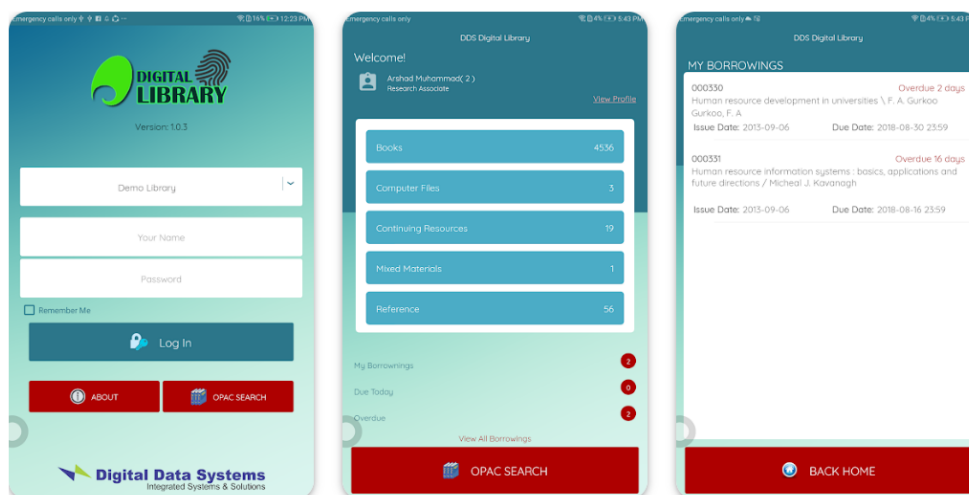 Emergency calls only
16% 12:23 PM
DIGITAL
LIBRARY
Version: 1.0.3
Demo Library
Your Name
Password
Remember Me
Log In
ABOUT
OPAC SEARCH
Digital Data Systems
Integrated Systems & Solutions
Emergency calls only
4% 5:43 PM
DDS Digital Library
Welcome!
Arshad Muhammad( 2 )
Research Associate
View Profile
Books 4536
Computer Files 3
Continuing Resources 19
Mixed Materials 1
Reference 56
My Borrownings 2
Due Today 0
Overdue 2
View All Borrowings
OPAC SEARCH
Emergency calls only
4% 5:43 P
DDS Digital Library
MY BORROWINGS
000330 Overdue 2 days
Human resource development in universities \ F. A. Gurkoo
Gurkoo, F. A
Issue Date: 2013-09-06 Due Date: 2018-08-30 23:59
000331 Overdue 16 days
Human resource information systems : basics, applications and
future directions / Micheal J. Kavanagh
Issue Date: 2013-09-06 Due Date: 2018-08-16 23:59
BACK HOME